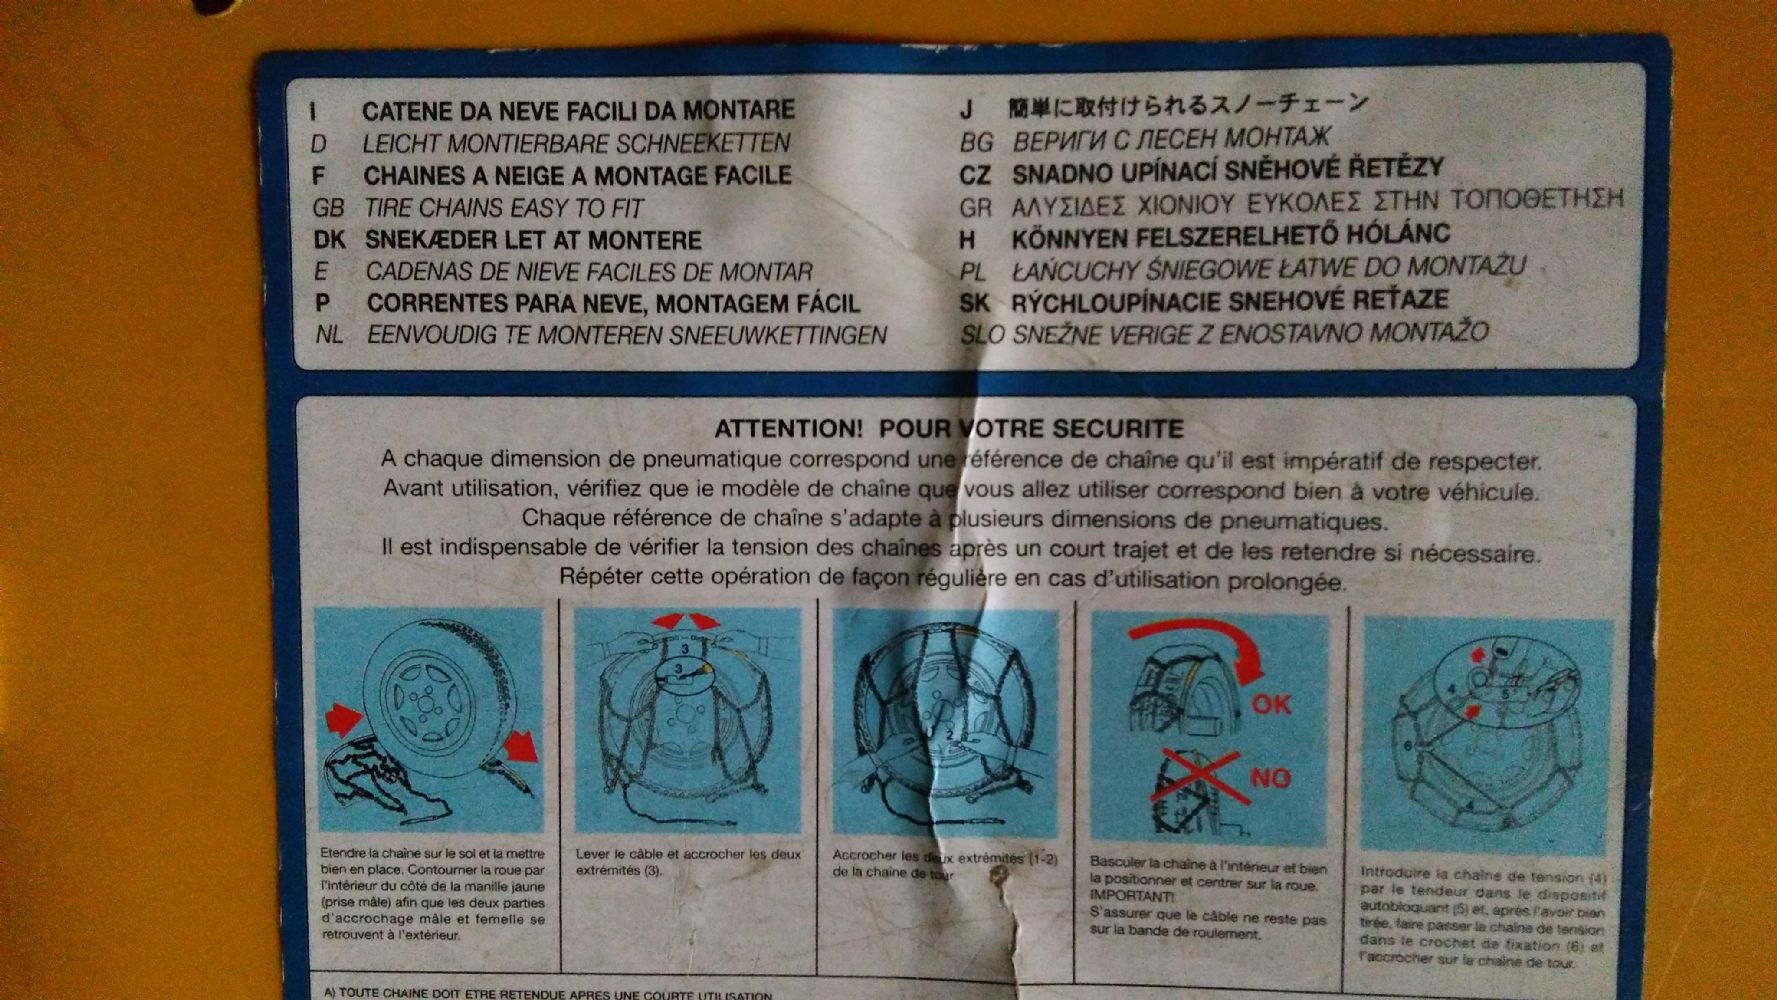 I CATENE DA NEVE FACILI DA MONTARE
D LEICHT MONTIERBARE SCHNEEKETTEN
F CHAINES A NEIGE A MONTAGE FACILE
GB TIRE CHAINS EASY TO FIT
DK SNEKÆDER LET AT MONTERE
E CADENAS DE NIEVE FACILES DE MONTAR
P CORRENTES PARA NEVE, MONTAGEM FÁCIL
NL EENVOUDIG TE MONTEREN SNEEUWKETTINGEN
J 簡単に取付けられるスノーチェーン
BG ВЕРИГИ С ЛЕСЕН МОНТАЖ
CZ SNADNO UPÍNACÍ SNĚHOVÉ ŘETĚZY
GR ΑΛΥΣΙΔΕΣ ΧΙΟΝΙΟΥ ΕΥΚΟΛΕΣ ΣΤΗΝ ΤΟΠΟΘΕΤΗΣΗ
H KÖNNYEN FELSZERELHETŐ HÓLÁNC
PL ŁAŃCUCHY ŚNIEGOWE ŁATWE DO MONTAŻU
SK RÝCHLOUPÍNACIE SNEHOVÉ REŤAZE
SLO SNEŽNE VERIGE Z ENOSTAVNO MONTAŽO
ATTENTION! POUR VOTRE SECURITE
A chaque dimension de pneumatique correspond une référence de chaîne qu'il est impératif de respecter.
Avant utilisation, vérifiez que ie modèle de chaîne que vous allez utiliser correspond bien à votre véhicule.
Chaque référence de chaîne s'adapte à plusieurs dimensions de pneumatiques.
Il est indispensable de vérifier la tension des chaînes après un court trajet et de les retendre si nécessaire.
Répéter cette opération de façon régulière en cas d'utilisation prolongée.
3
3
2
OK
NO
4
5
6
4
Etendre la chaîne sur le sol et la mettre
bien en place. Contourner la roue par
l'intérieur du côté de la manille jaune
(prise mâle) afin que les deux parties
d'accrochage mâle et femelle se
retrouvent à l'extérieur.
Lever le câble et accrocher les deux
extrémités (3).
Accrocher les deux extrémités (1-2)
de la chaîne de tour
Basculer la chaîne à l'intérieur et bien
la positionner et centrer sur la roue.
IMPORTANT!
S'assurer que le câble ne reste pas
sur la bande de roulement.
Introduire la chaîne de tension (4)
par le tendeur dans le dispositif
autobloquant (5) et, après l'avoir bien
tirée, faire passer la chaîne de tension
dans le crochet de fixation (6) et
l'accrocher sur la chaîne de tour.
A) TOUTE CHAINE DOIT ETRE RETENDUE APRES UNE COURTE UTILISATION